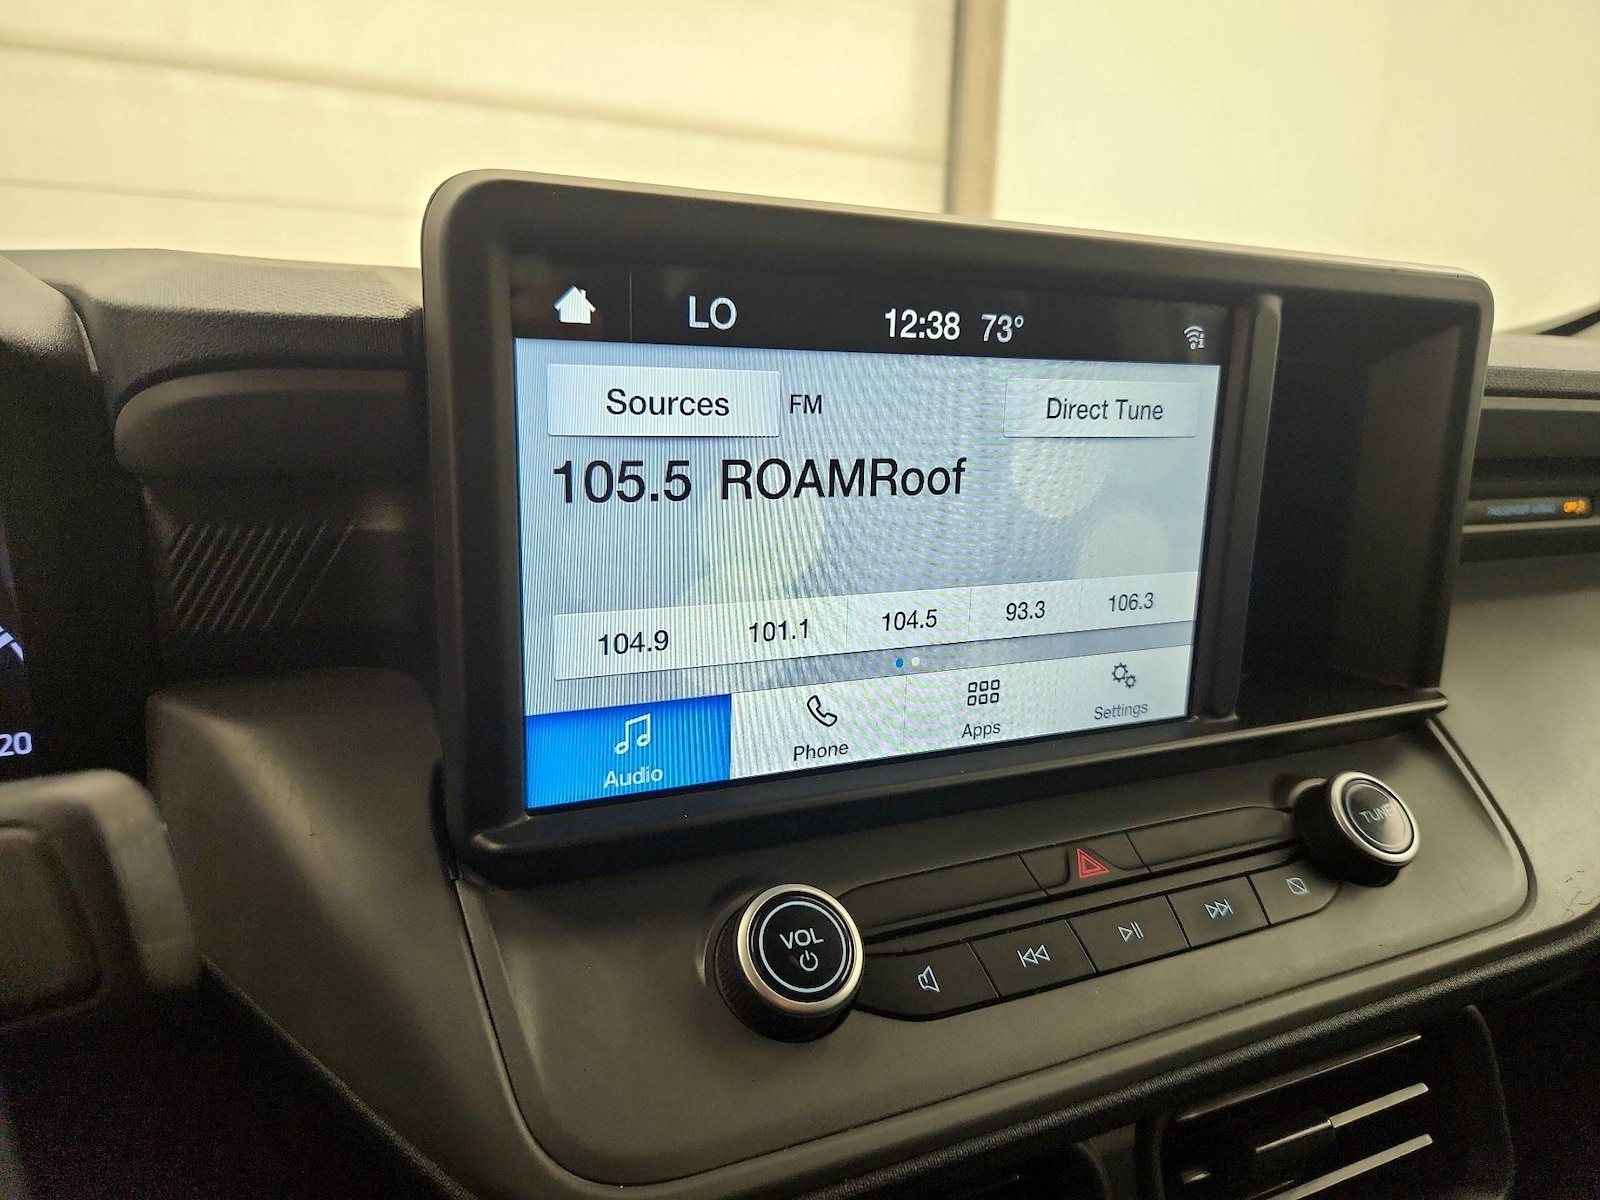 LO 12:38 73°
Sources FM Direct Tune
105.5 ROAMRoof
104.9 101.1 104.5 93.3 106.3
Audio Phone Apps Settings
20
VOL
TUNE